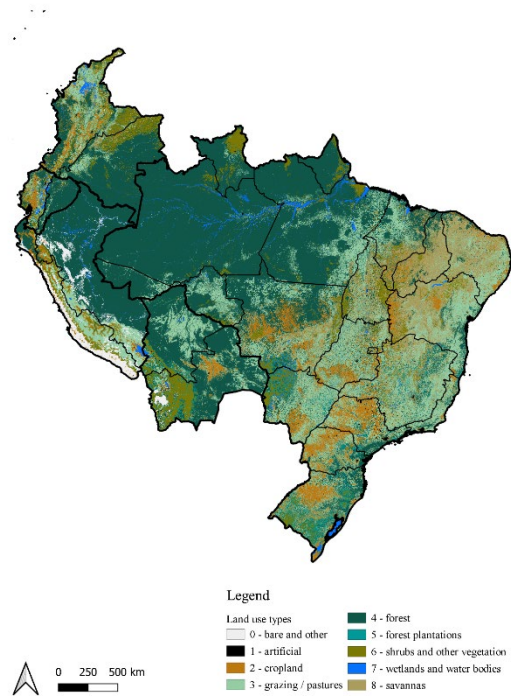 Legend
Land use types
0 - bare and other
1 - artificial
2 - cropland
3 - grazing / pastures
4 - forest
5 - forest plantations
6 - shrubs and other vegetation
7 - wetlands and water bodies
8 - savannas
0 250 500 km